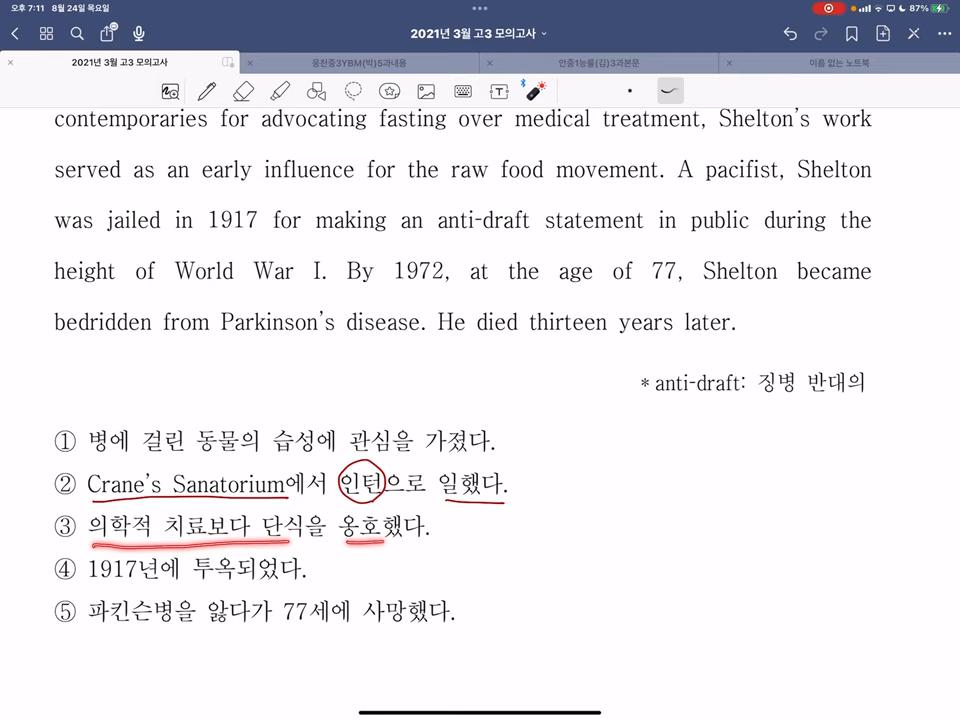 오후 7:11 8월 24일 목요일
87%
2021년 3월 고3 모의고사
2021년 3월 고3 모의고사
웅천중3YBM(박)5과내용
안중1능률(김)3과본문
이름 없는 노트북
contemporaries for advocating fasting over medical treatment, Shelton's work
served as an early influence for the raw food movement. A pacifist, Shelton
was jailed in 1917 for making an anti-draft statement in public during the
height of World War I. By 1972, at the age of 77, Shelton became
bedridden from Parkinson's disease. He died thirteen years later.
* anti-draft: 징병 반대의
① 병에 걸린 동물의 습성에 관심을 가졌다.
② Crane's Sanatorium에서 인턴으로 일했다.
③ 의학적 치료보다 단식을 옹호했다.
④ 1917년에 투옥되었다.
⑤ 파킨슨병을 앓다가 77세에 사망했다.